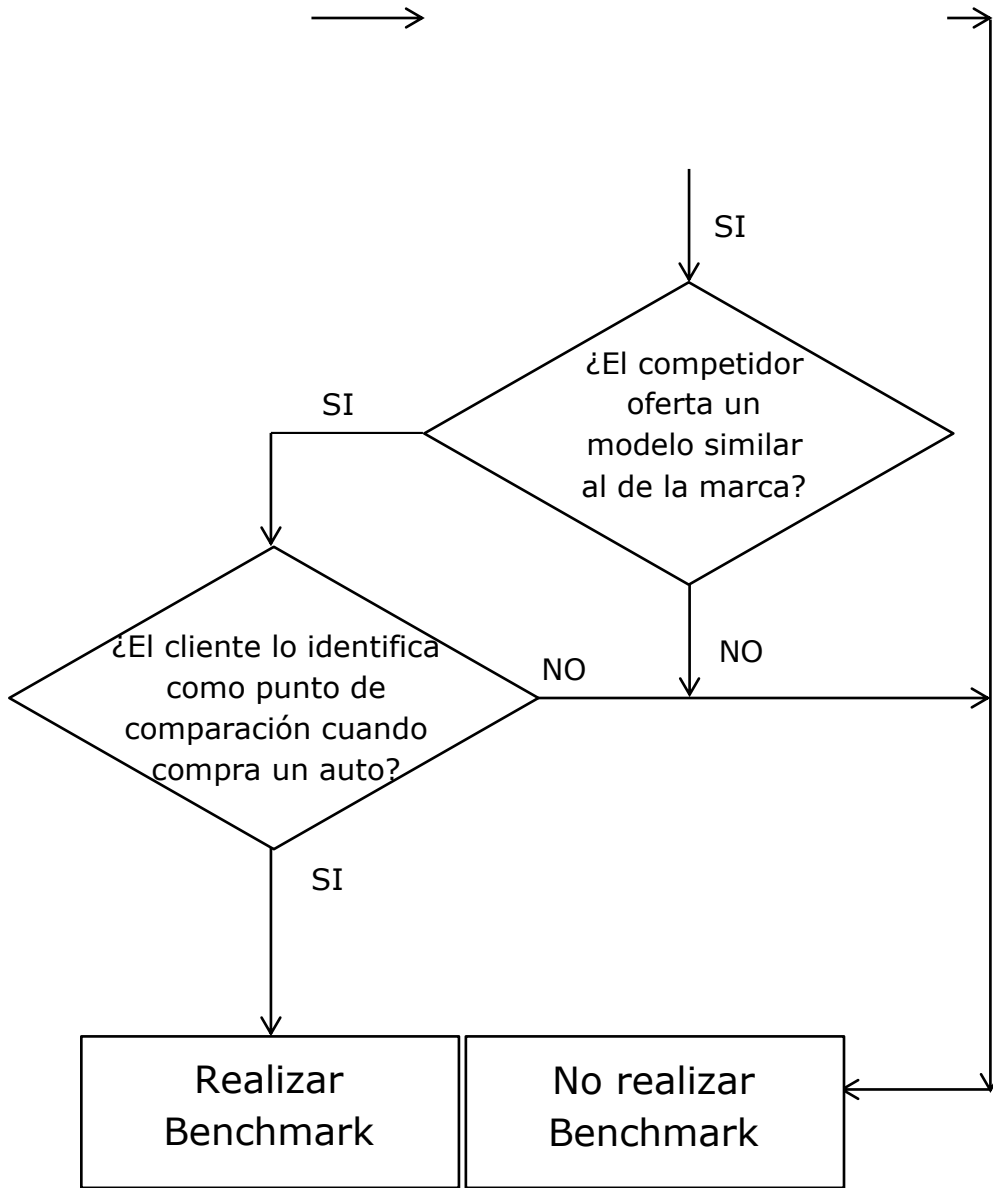 SI
¿El competidor
oferta un
modelo similar
al de la marca?
SI
NO
¿El cliente lo identifica
como punto de
comparación cuando
compra un auto?
NO
SI
Realizar
Benchmark
No realizar
Benchmark